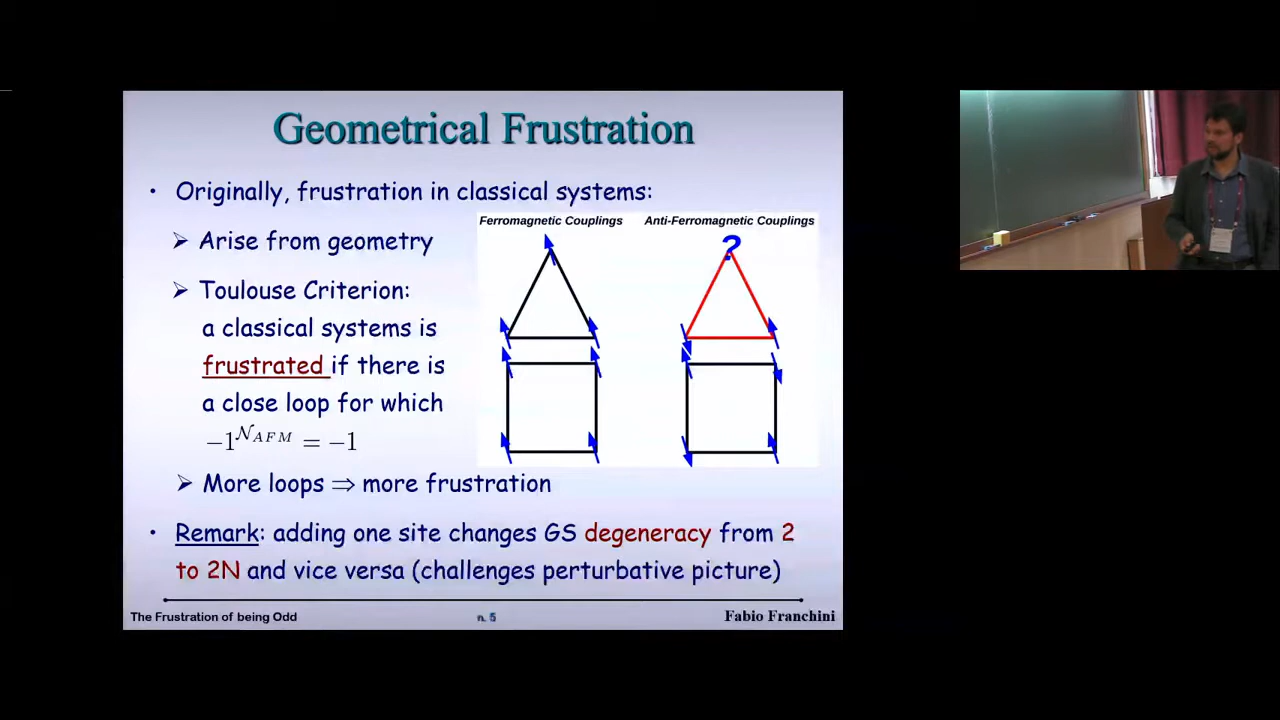 Geometrical Frustration
• Originally, frustration in classical systems:
Ferromagnetic Couplings
Anti-Ferromagnetic Couplings
?
➢ Arise from geometry
➢ Toulouse Criterion:
a classical systems is
frustrated if there is
a close loop for which
−1^{𝒩_{AFM}} = −1
➢ More loops ⇒ more frustration
• Remark: adding one site changes GS degeneracy from 2
to 2N and vice versa (challenges perturbative picture)
The Frustration of being Odd
n. 5
Fabio Franchini